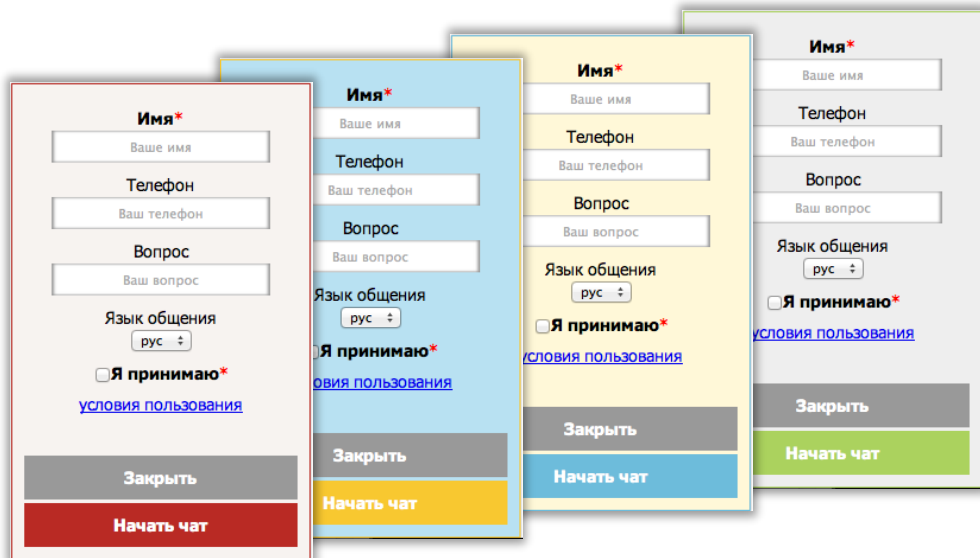 Имя*
Ваше имя
Телефон
Ваш телефон
Вопрос
Ваш вопрос
Язык общения
рус
Я принимаю*
условия пользования
Закрыть
Начать чат
Имя*
Ваше имя
Телефон
Ваш телефон
Вопрос
Ваш вопрос
Язык общения
рус
Я принимаю*
овия пользования
Закрыть
Начать чат
Имя*
Ваше имя
Телефон
Ваш телефон
Вопрос
Ваш вопрос
Язык общения
рус
Я принимаю*
условия пользования
Закрыть
Начать чат
Имя*
Ваше имя
Телефон
Ваш телефон
Вопрос
Ваш вопрос
Язык общения
рус
Я принимаю*
условия пользования
Закрыть
Начать чат